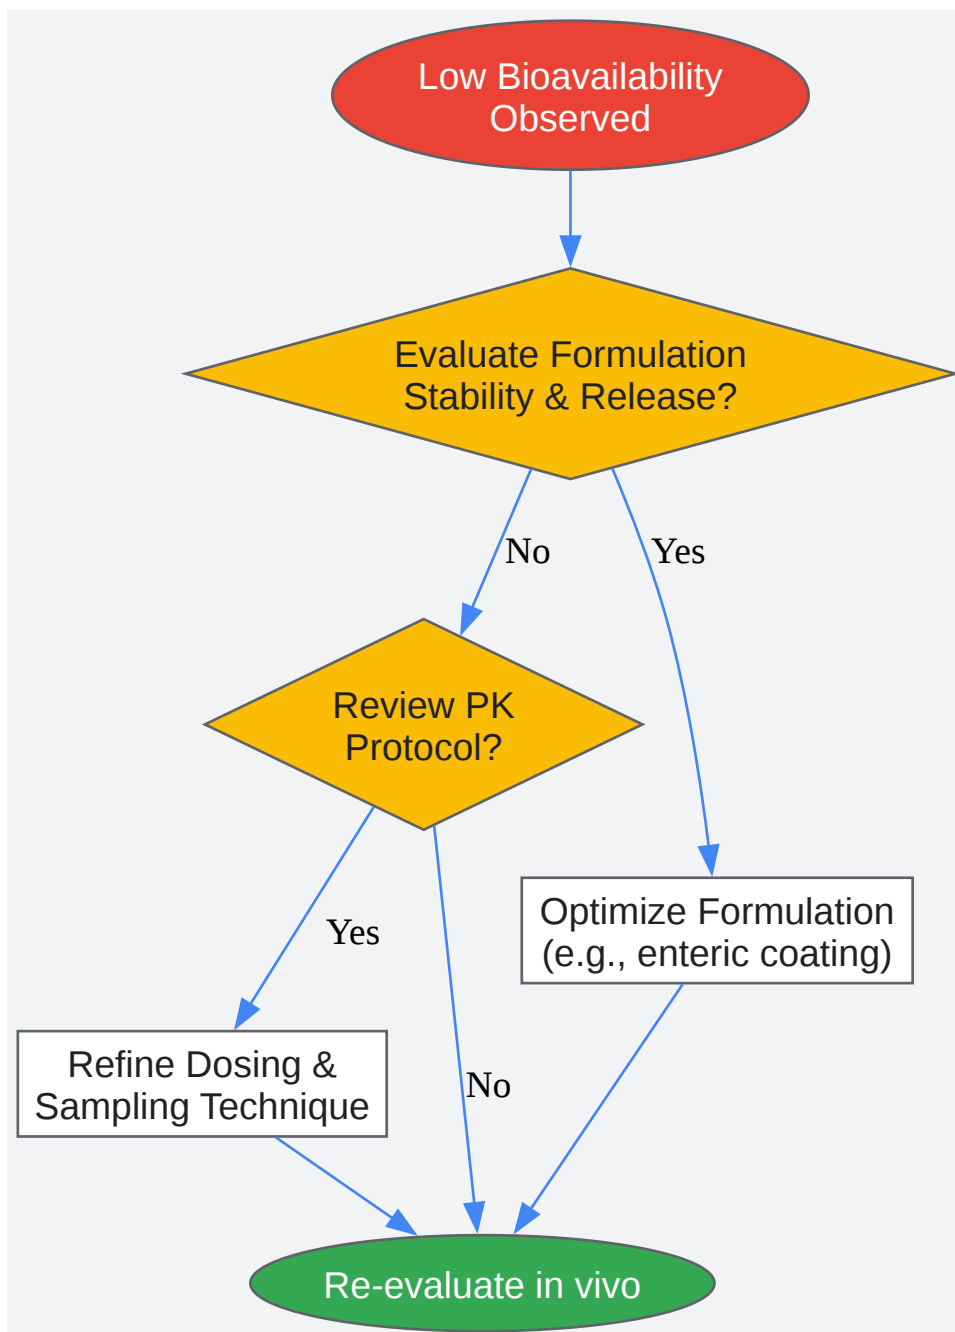 Low Bioavailability
Observed
Evaluate Formulation
Stability & Release?
No
Yes
Review PK
Protocol?
Optimize Formulation
(e.g., enteric coating)
Yes
Refine Dosing &
Sampling Technique
No
Re-evaluate in vivo